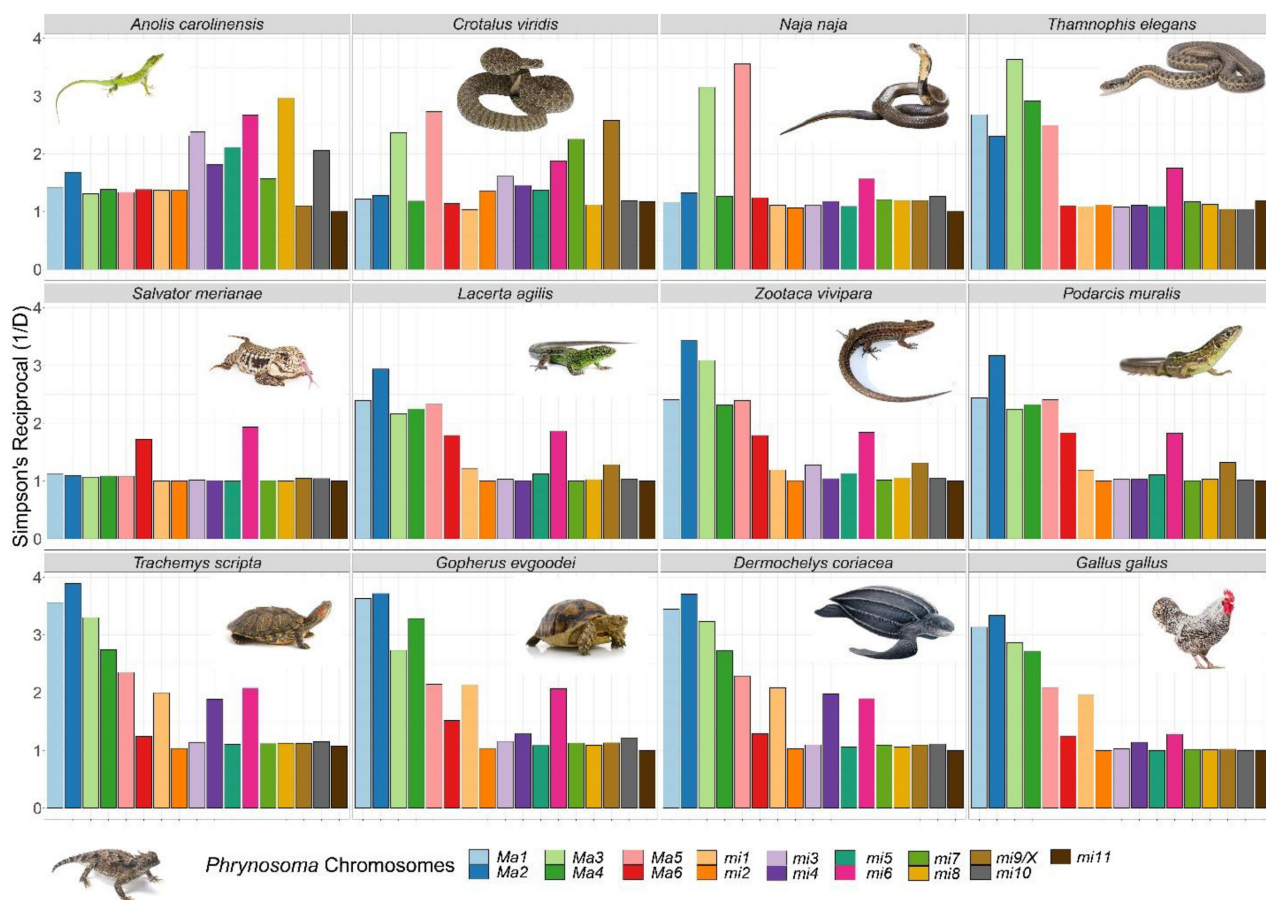 Anolis carolinensis
Crotalus viridis
Naja naja
Thamnophis elegans
4
3
2
1
0
Salvator merianae
Lacerta agilis
Zootaca vivipara
Podarcis muralis
4
3
2
1
0
Simpson's Reciprocal (1/D)
Trachemys scripta
Gopherus evgoodei
Dermochelys coriacea
Gallus gallus
4
3
2
1
0
Phrynosoma Chromosomes
Ma1 Ma3 Ma5 mi1 mi3 mi5 mi7 mi9/X mi11
Ma2 Ma4 Ma6 mi2 mi4 mi6 mi8 mi10